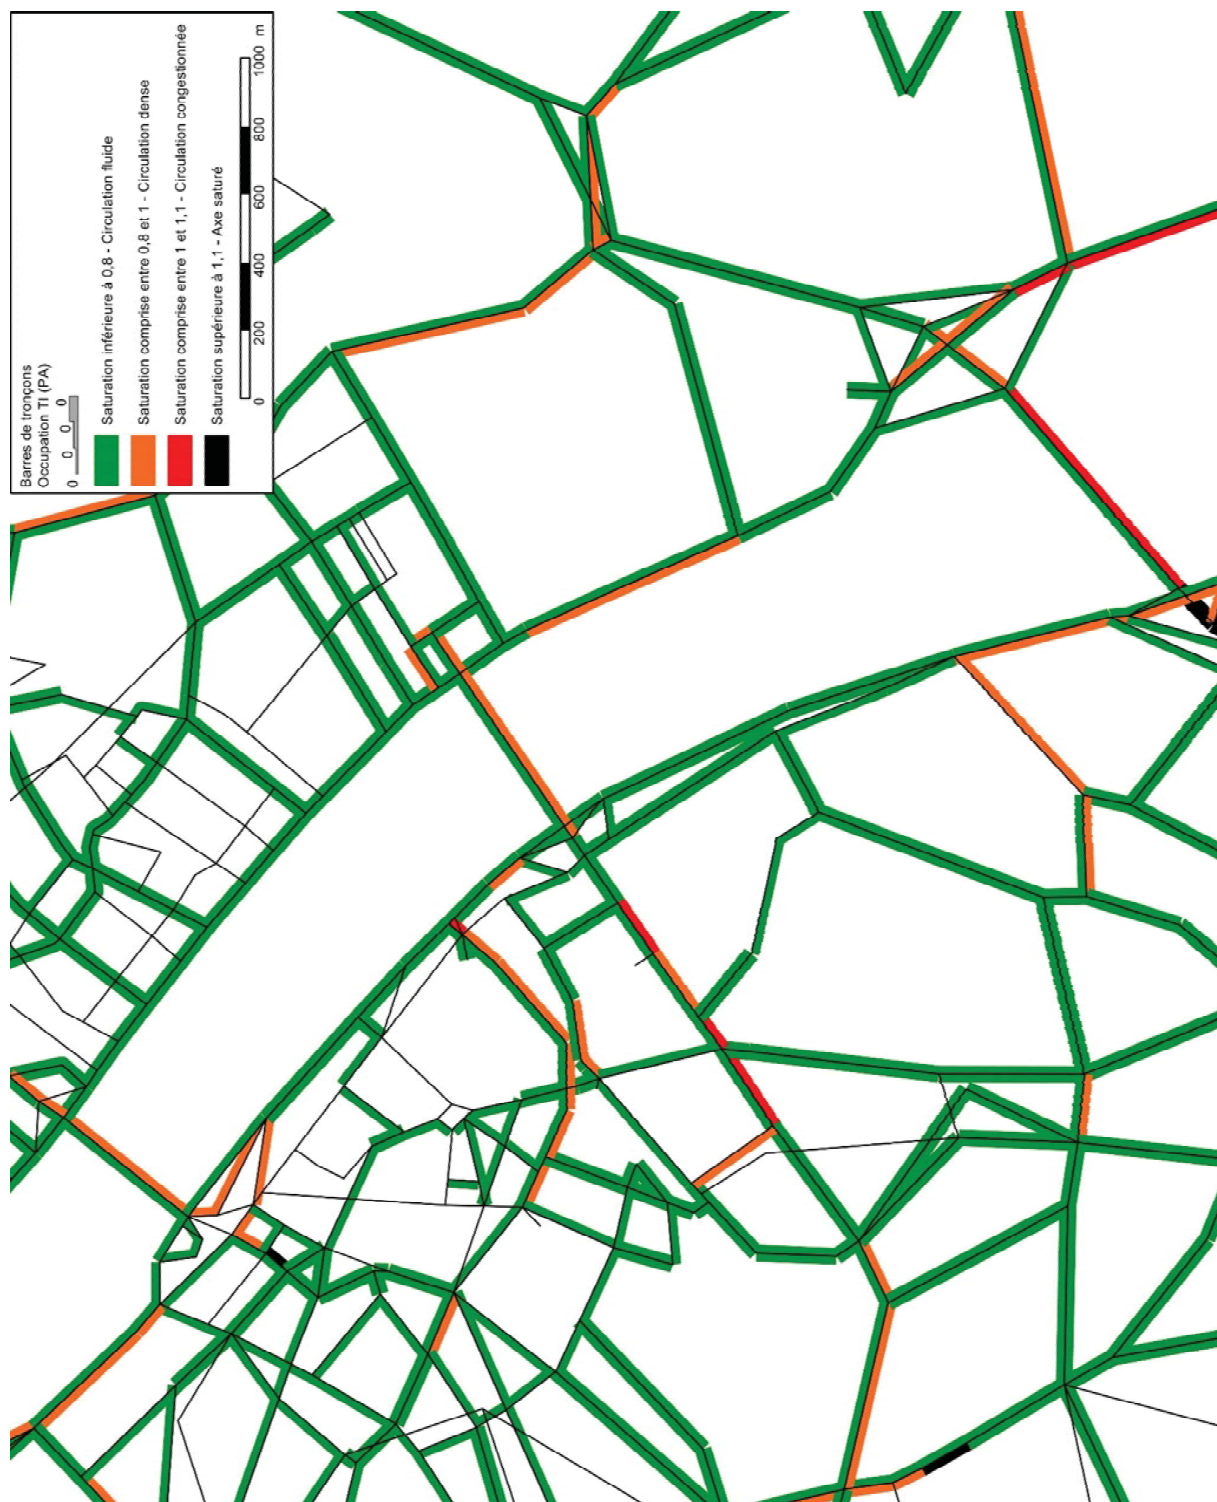 Barres de tronçons
Occupation TI (PA)
0 0 0
Saturation inférieure à 0,8 - Circulation fluide
Saturation comprise entre 0,8 et 1 - Circulation dense
Saturation comprise entre 1 et 1,1 - Circulation congestionnée
Saturation supérieure à 1,1 - Axe saturé
0 200 400 600 800 1000 m